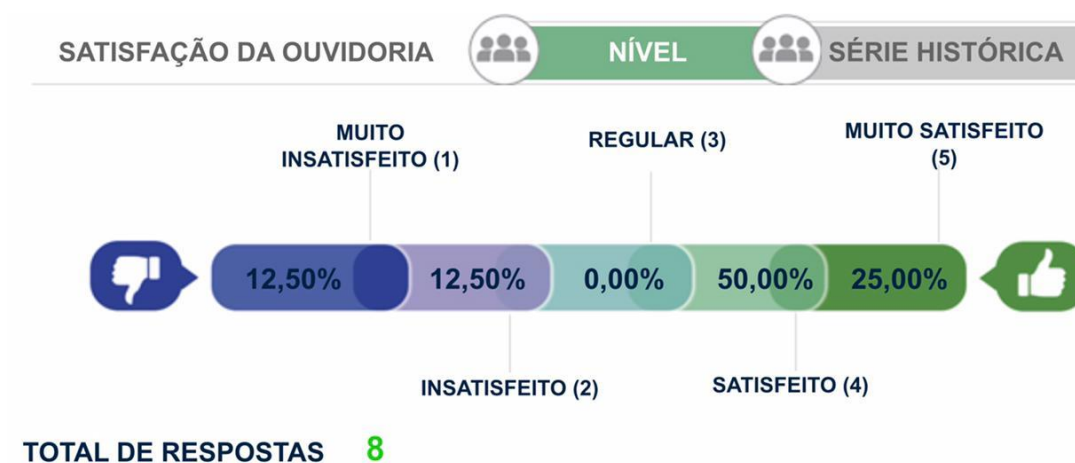 SATISFAÇÃO DA OUVIDORIA
NÍVEL
SÉRIE HISTÓRICA
MUITO
INSATISFEITO (1)
REGULAR (3)
MUITO SATISFEITO
(5)
12,50%
12,50%
0,00%
50,00%
25,00%
INSATISFEITO (2)
SATISFEITO (4)
TOTAL DE RESPOSTAS 8